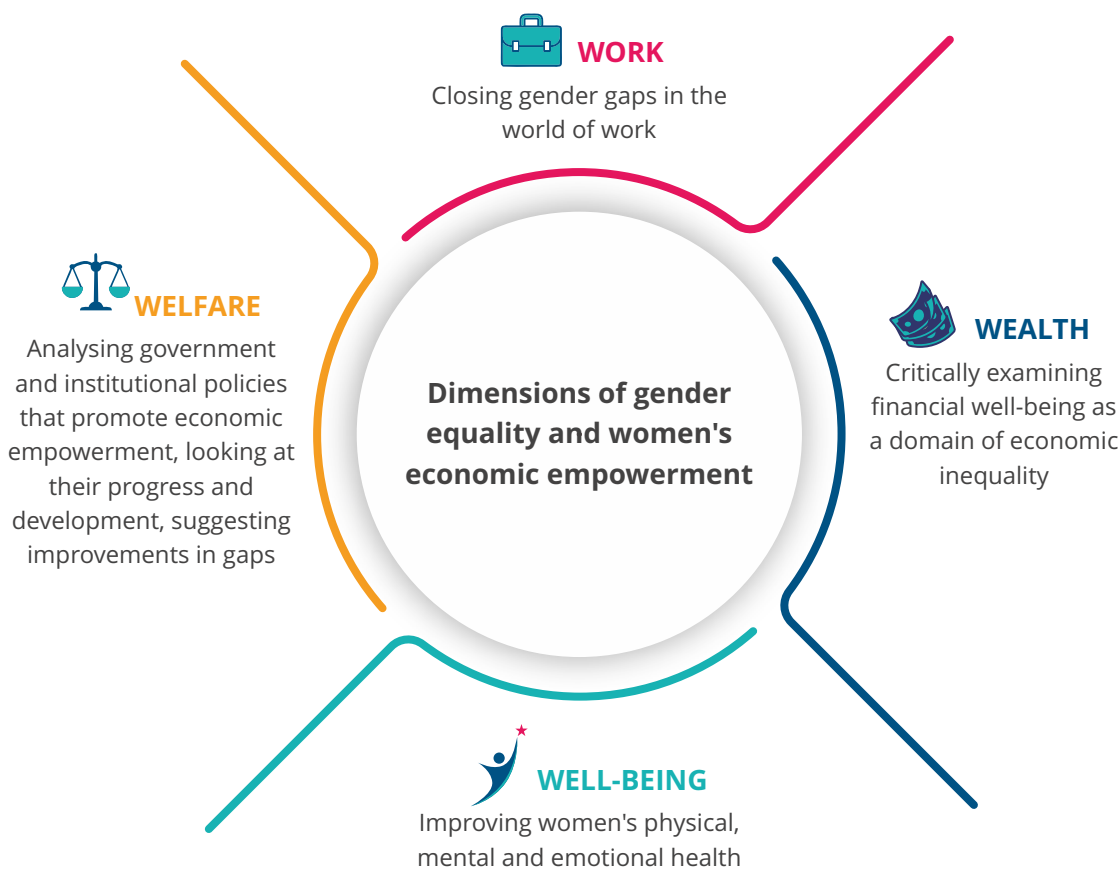 WORK
Closing gender gaps in the
world of work
WELFARE
Analysing government
and institutional policies
that promote economic
empowerment, looking at
their progress and
development, suggesting
improvements in gaps
Dimensions of gender
equality and women's
economic empowerment
WEALTH
Critically examining
financial well-being as
a domain of economic
inequality
WELL-BEING
Improving women's physical,
mental and emotional health